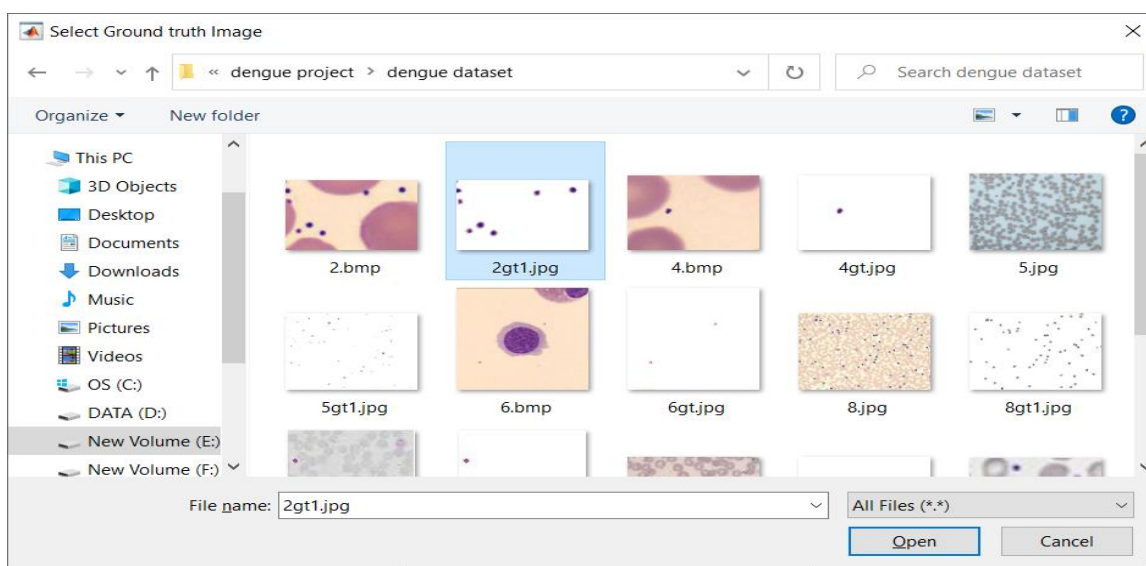 Select Ground truth Image
« dengue project > dengue dataset
Search dengue dataset
Organize
New folder
This PC
3D Objects
Desktop
Documents
Downloads
Music
Pictures
Videos
OS (C:)
DATA (D:)
New Volume (E:)
New Volume (F:)
2.bmp
2gt1.jpg
4.bmp
4gt.jpg
5.jpg
5gt1.jpg
6.bmp
6gt.jpg
8.jpg
8gt1.jpg
File name: 2gt1.jpg
All Files (*.*)
Open
Cancel